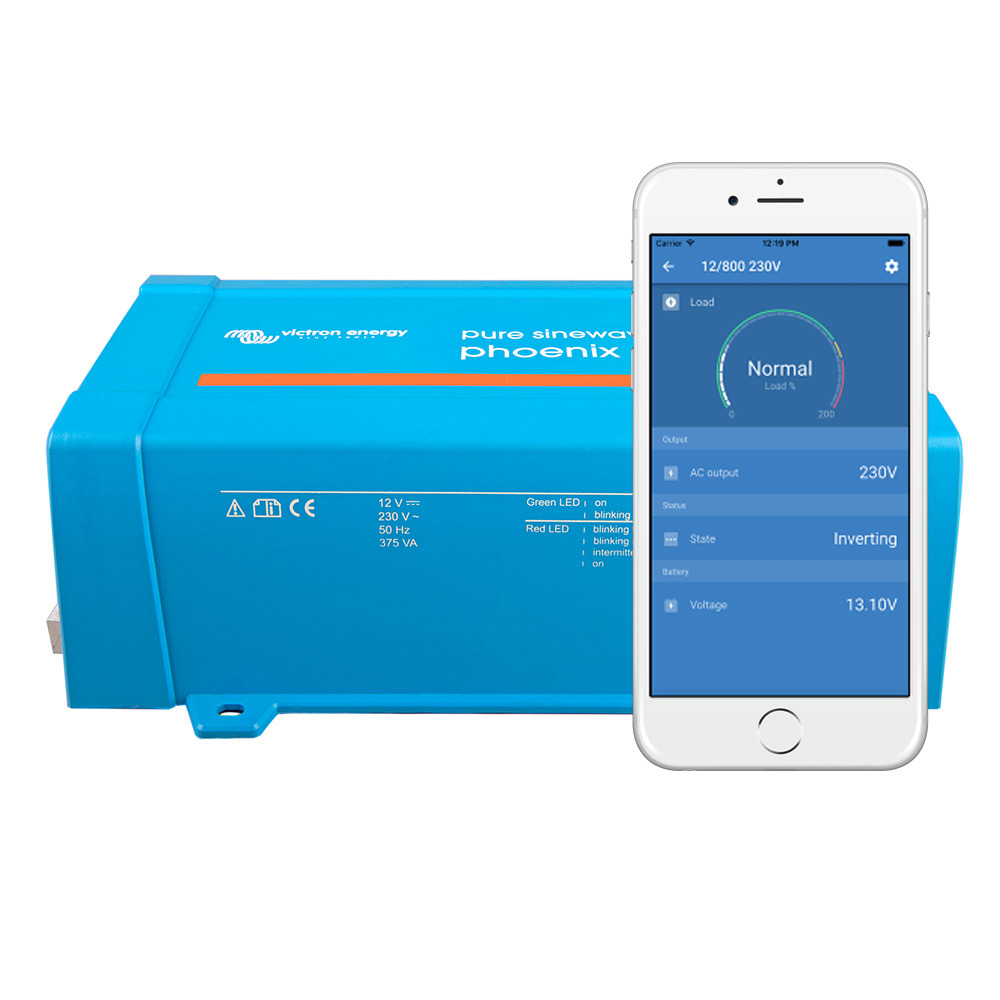 victron energy
pure sinewav
phoenix
12 V
230 V ~
50 Hz
375 VA
Green LED
on
blinking
Red LED
blinking
blinking
intermitte
on
Carrier
12:19 PM
12/800 230V
Load
Normal
Load %
0
200
Output
AC output
230V
Status
State
Inverting
Battery
Voltage
13.10V